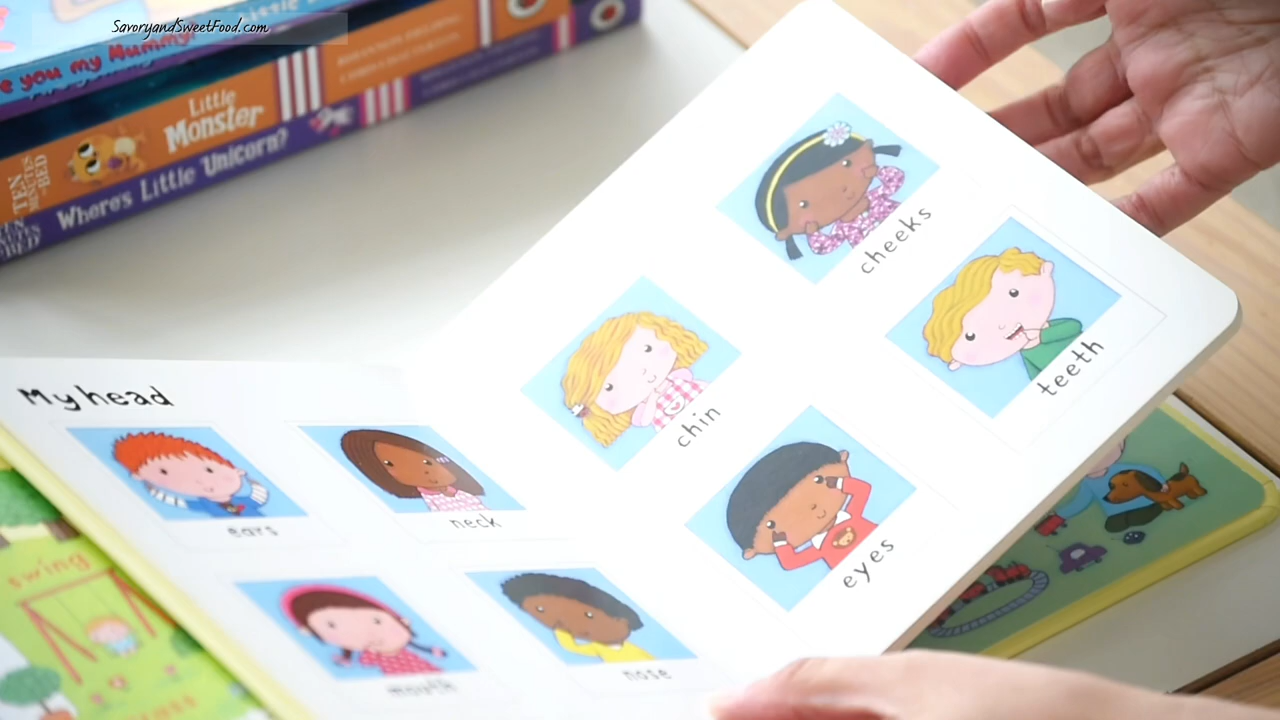 SavoryandSweetFood.com
e you my Mummy?
Little
Monster
TEN
MINUTES
to BED
Where's Little Unicorn?
My head
ears
neck
mouth
nose
cheeks
chin
teeth
eyes
swing